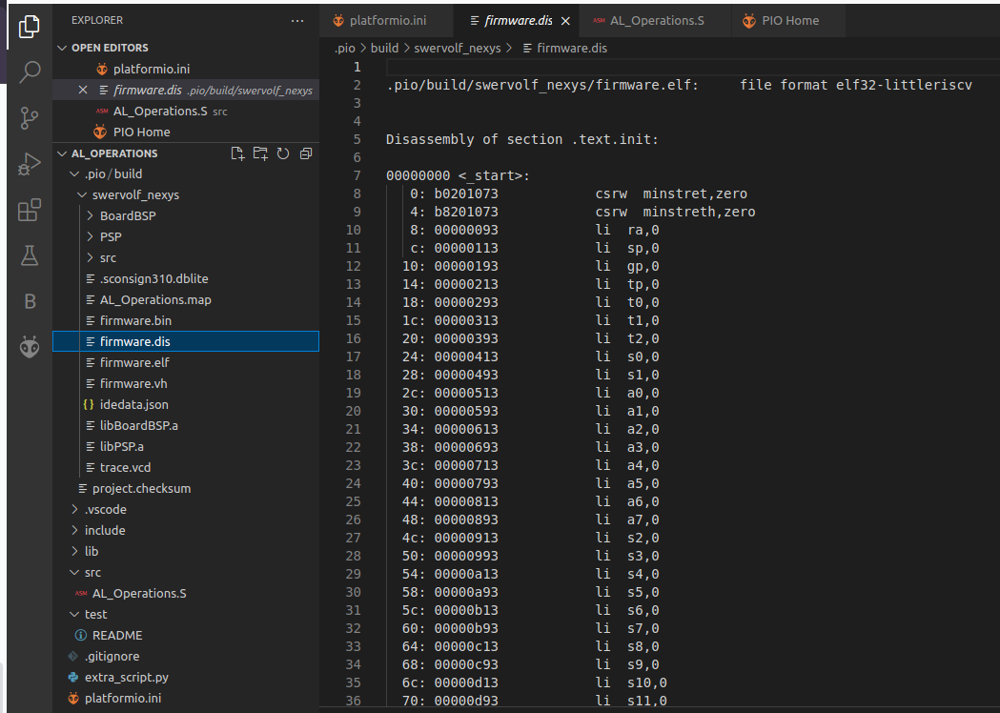 EXPLORER
OPEN EDITORS
platformio.ini
firmware.dis .pio/build/swervolf_nexys
ASM AL_Operations.S src
PIO Home
AL_OPERATIONS
.pio/build
swervolf_nexys
BoardBSP
PSP
src
.sconsign310.dblite
AL_Operations.map
firmware.bin
firmware.dis
firmware.elf
firmware.vh
{} idedata.json
libBoardBSP.a
libPSP.a
trace.vcd
project.checksum
.vscode
include
lib
src
ASM AL_Operations.S
test
README
.gitignore
extra_script.py
platformio.ini
B
platformio.ini firmware.dis ASM AL_Operations.S PIO Home
.pio > build > swervolf_nexys > firmware.dis
1
2 .pio/build/swervolf_nexys/firmware.elf:     file format elf32-littleriscv
3
4
5 Disassembly of section .text.init:
6
7 00000000 <_start>:
8 0: b0201073 csrw minstret,zero
9 4: b8201073 csrw minstreth,zero
10 8: 00000093 li ra,0
11 c: 00000113 li sp,0
12 10: 00000193 li gp,0
13 14: 00000213 li tp,0
14 18: 00000293 li t0,0
15 1c: 00000313 li t1,0
16 20: 00000393 li t2,0
17 24: 00000413 li s0,0
18 28: 00000493 li s1,0
19 2c: 00000513 li a0,0
20 30: 00000593 li a1,0
21 34: 00000613 li a2,0
22 38: 00000693 li a3,0
23 3c: 00000713 li a4,0
24 40: 00000793 li a5,0
25 44: 00000813 li a6,0
26 48: 00000893 li a7,0
27 4c: 00000913 li s2,0
28 50: 00000993 li s3,0
29 54: 00000a13 li s4,0
30 58: 00000a93 li s5,0
31 5c: 00000b13 li s6,0
32 60: 00000b93 li s7,0
33 64: 00000c13 li s8,0
34 68: 00000c93 li s9,0
35 6c: 00000d13 li s10,0
36 70: 00000d93 li s11,0